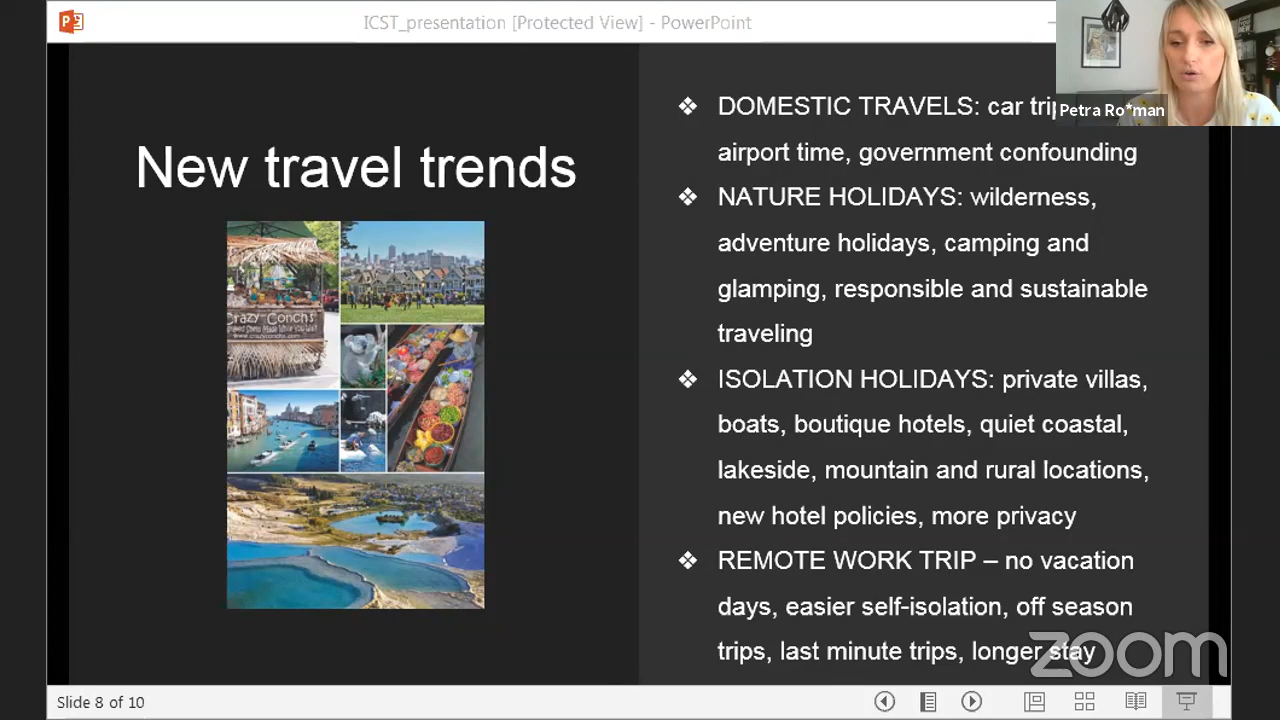 ICST_presentation [Protected View] - PowerPoint
Petra Ro*man
New travel trends
Crazy Conch's
www.crazyconchs.com
❖ DOMESTIC TRAVELS: car
airport time, government confounding
❖ NATURE HOLIDAYS: wilderness,
adventure holidays, camping and
glamping, responsible and sustainable
traveling
❖ ISOLATION HOLIDAYS: private villas,
boats, boutique hotels, quiet coastal,
lakeside, mountain and rural locations,
new hotel policies, more privacy
❖ REMOTE WORK TRIP – no vacation
days, easier self-isolation, off season
trips, last minute trips, longer stay
zoom
Slide 8 of 10